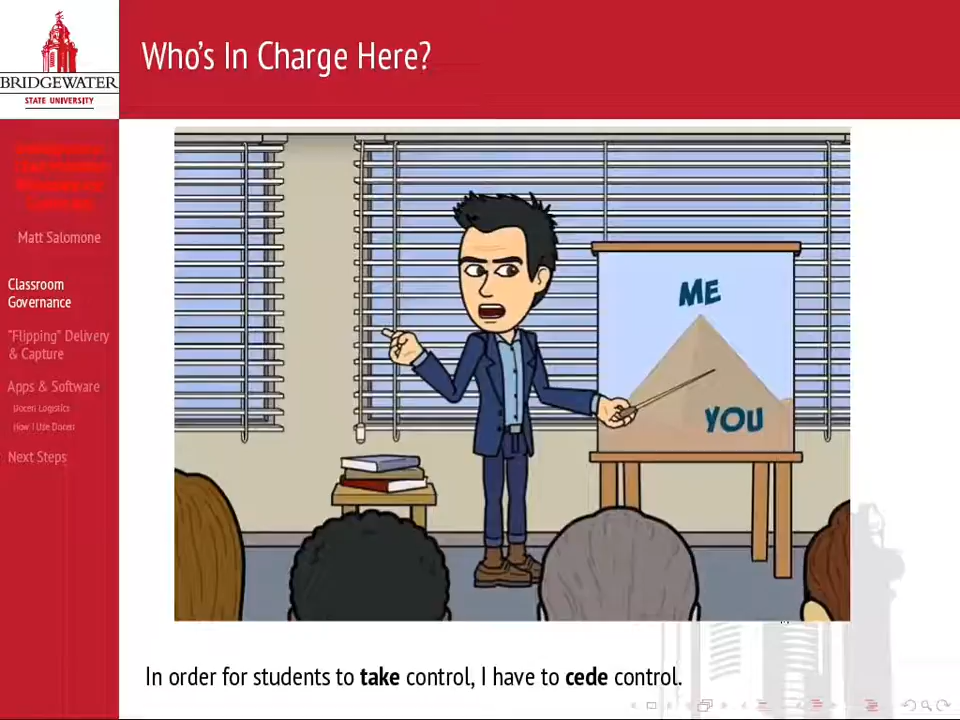 BRIDGEWATER
STATE UNIVERSITY
Who's In Charge Here?
Matt Salomone
Classroom
Governance
"Flipping" Delivery
& Capture
Apps & Software
Doceri Logistics
How I Use Doceri
Next Steps
ME
YOU
In order for students to take control, I have to cede control.